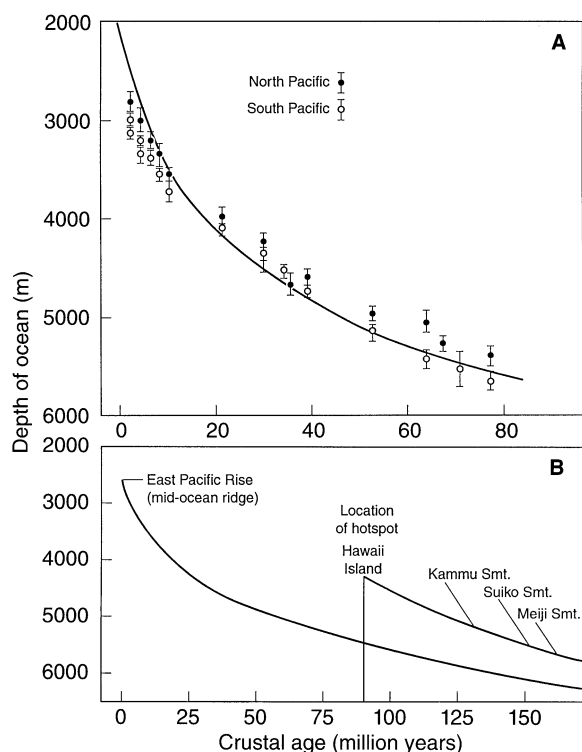 2000
A
North Pacific
South Pacific
3000
4000
5000
6000
0
20
40
60
80
Depth of ocean (m)
2000
B
East Pacific Rise
(mid-ocean ridge)
3000
Location
of hotspot
4000
Hawaii
Island
Kammu Smt.
Suiko Smt.
Meiji Smt.
5000
6000
0
25
50
75
100
125
150
Crustal age (million years)